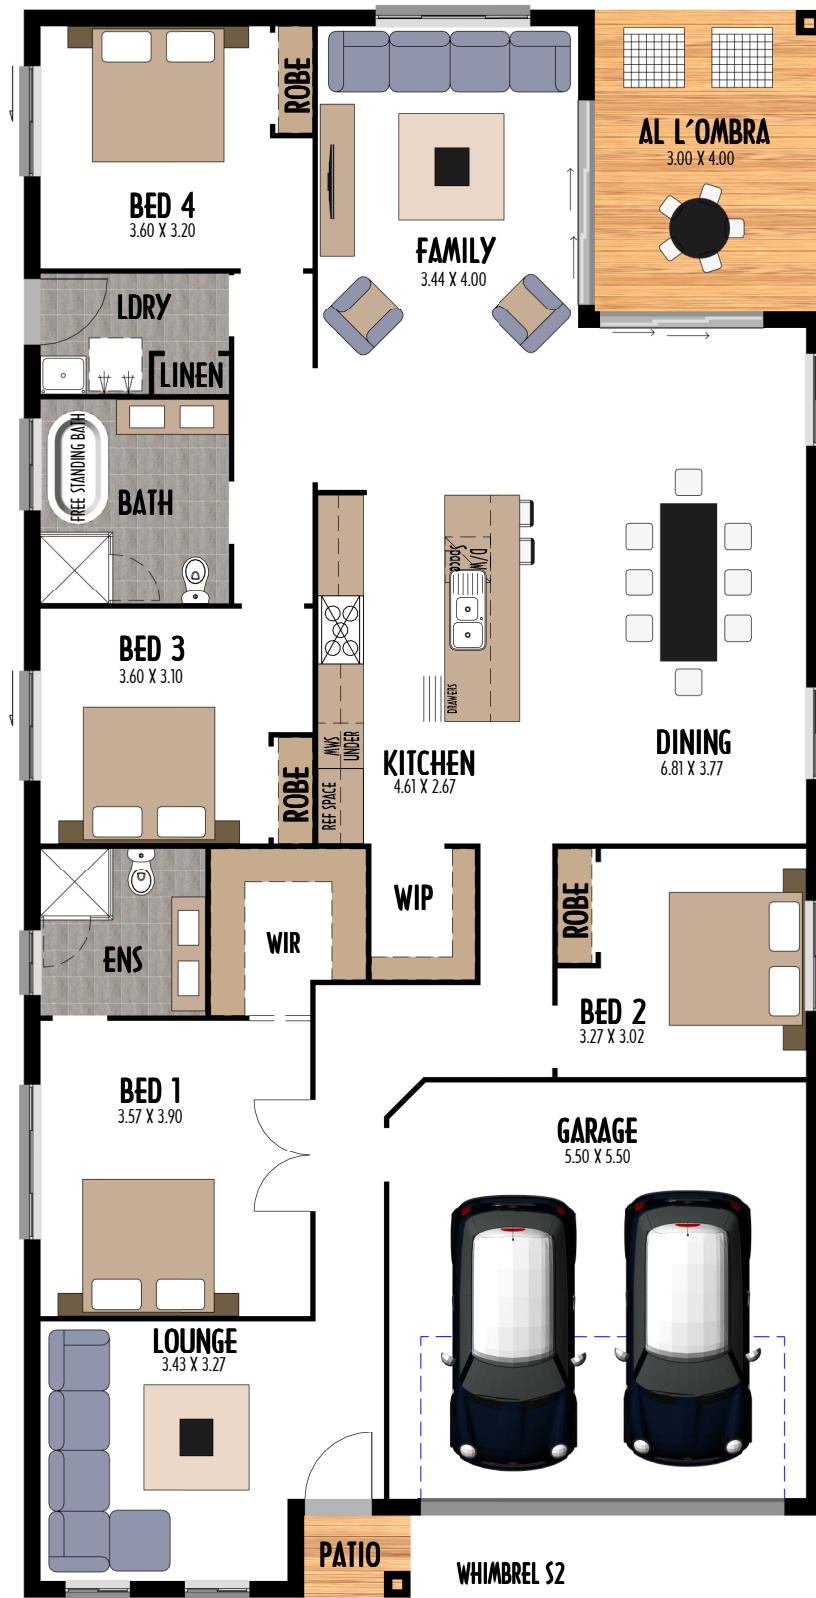 ROBE
AL L'OMBRA
3.00 X 4.00
BED 4
3.60 X 3.20
FAMILY
3.44 X 4.00
LDRY
LINEN
FREE STANDING BATH
BATH
D/W
Space
BED 3
3.60 X 3.10
DRAWERS
MWS
UNDER
REF SPACE
ROBE
KITCHEN
4.61 X 2.67
DINING
6.81 X 3.77
WIP
ROBE
WIR
ENS
BED 2
3.27 X 3.02
BED 1
3.57 X 3.90
GARAGE
5.50 X 5.50
LOUNGE
3.43 X 3.27
PATIO
WHIMBREL S2